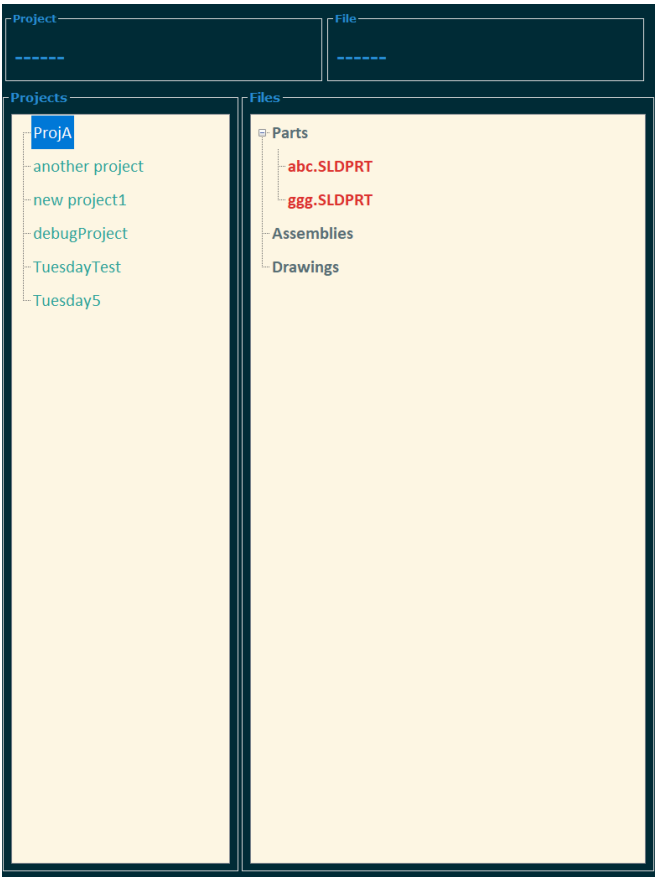 Project
File
------
------
Projects
Files
ProjA
another project
new project1
debugProject
TuesdayTest
Tuesday5
Parts
abc.SLDPRT
ggg.SLDPRT
Assemblies
Drawings